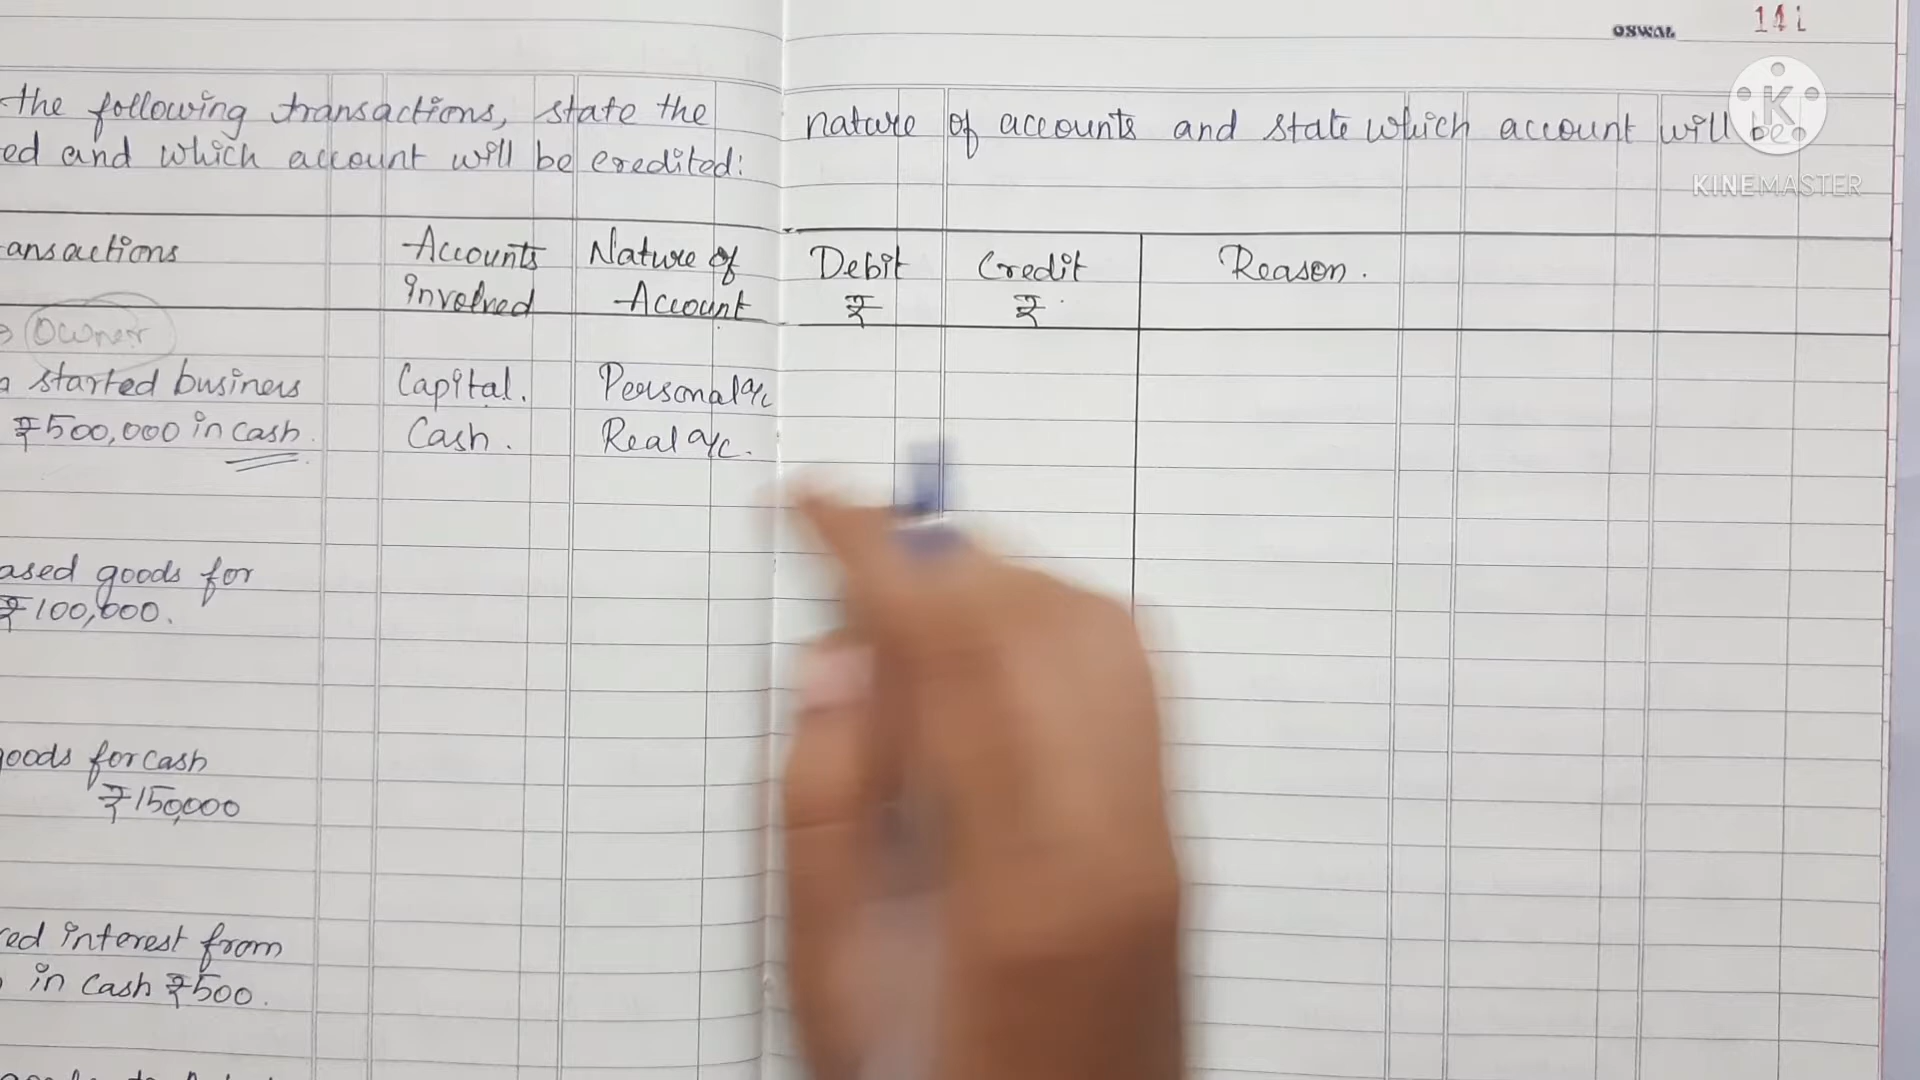 OSWAL 141
the following transactions, state the nature of accounts and state which account will be
ed and which account will be credited:
KINEMASTER
ansactions Accounts Involved Nature of Account Debit ₹ Credit ₹ Reason.
Owner
a started business Capital. Personal a/c
₹500,000 in cash. Cash. Real a/c.
ased goods for
₹100,000.
goods for cash
₹150,000
ed interest from
in cash ₹500.